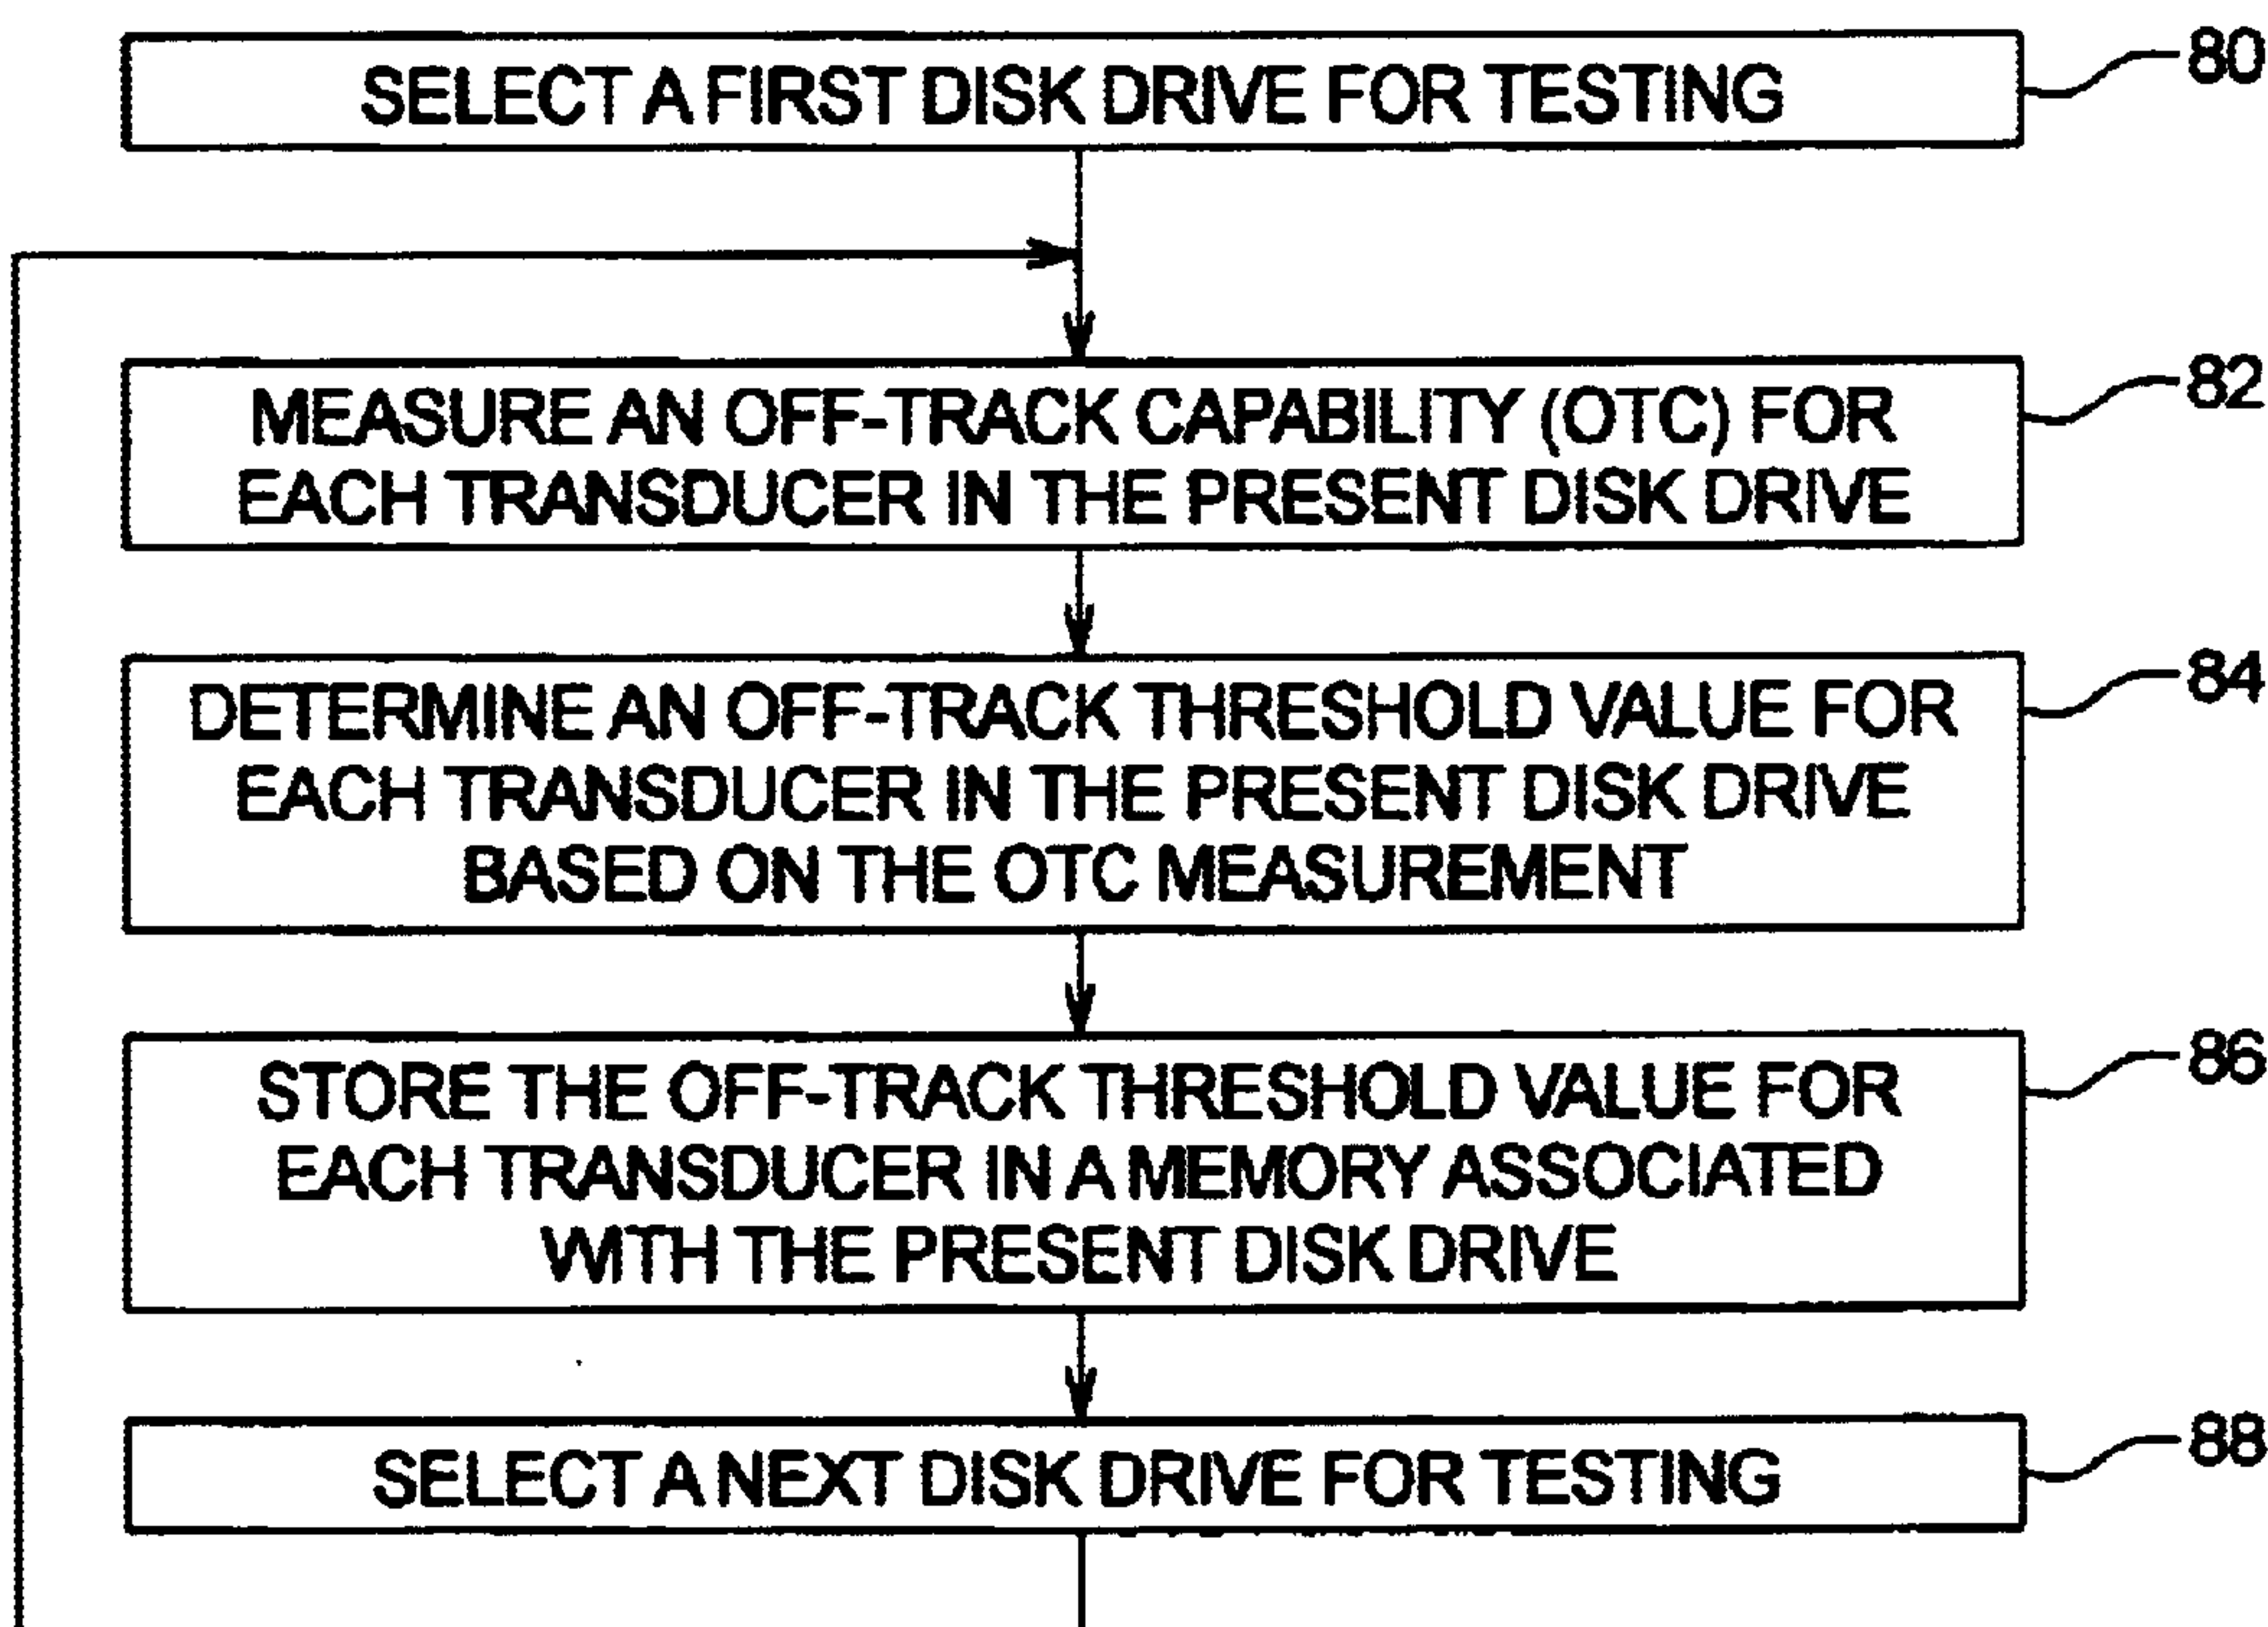 SELECT A FIRST DISK DRIVE FOR TESTING
80
MEASURE AN OFF-TRACK CAPABILITY (OTC) FOR
EACH TRANSDUCER IN THE PRESENT DISK DRIVE
82
DETERMINE AN OFF-TRACK THRESHOLD VALUE FOR
EACH TRANSDUCER IN THE PRESENT DISK DRIVE
BASED ON THE OTC MEASUREMENT
84
STORE THE OFF-TRACK THRESHOLD VALUE FOR
EACH TRANSDUCER IN A MEMORY ASSOCIATED
WITH THE PRESENT DISK DRIVE
86
SELECT A NEXT DISK DRIVE FOR TESTING
88